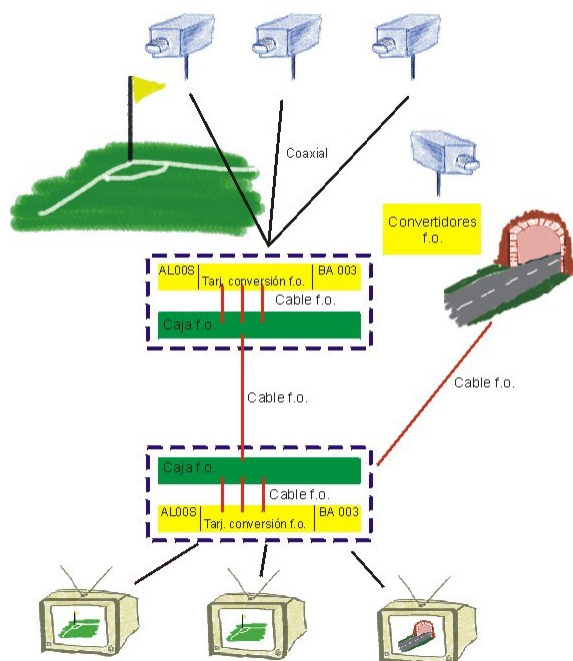 Coaxial
Convertidores
f.o.
AL00S Tarj. conversión f.o. BA 003
Cable f.o.
Caja f.o.
Cable f.o.
Cable f.o.
Caja f.o.
Cable f.o.
AL00S Tarj. conversión f.o. BA 003